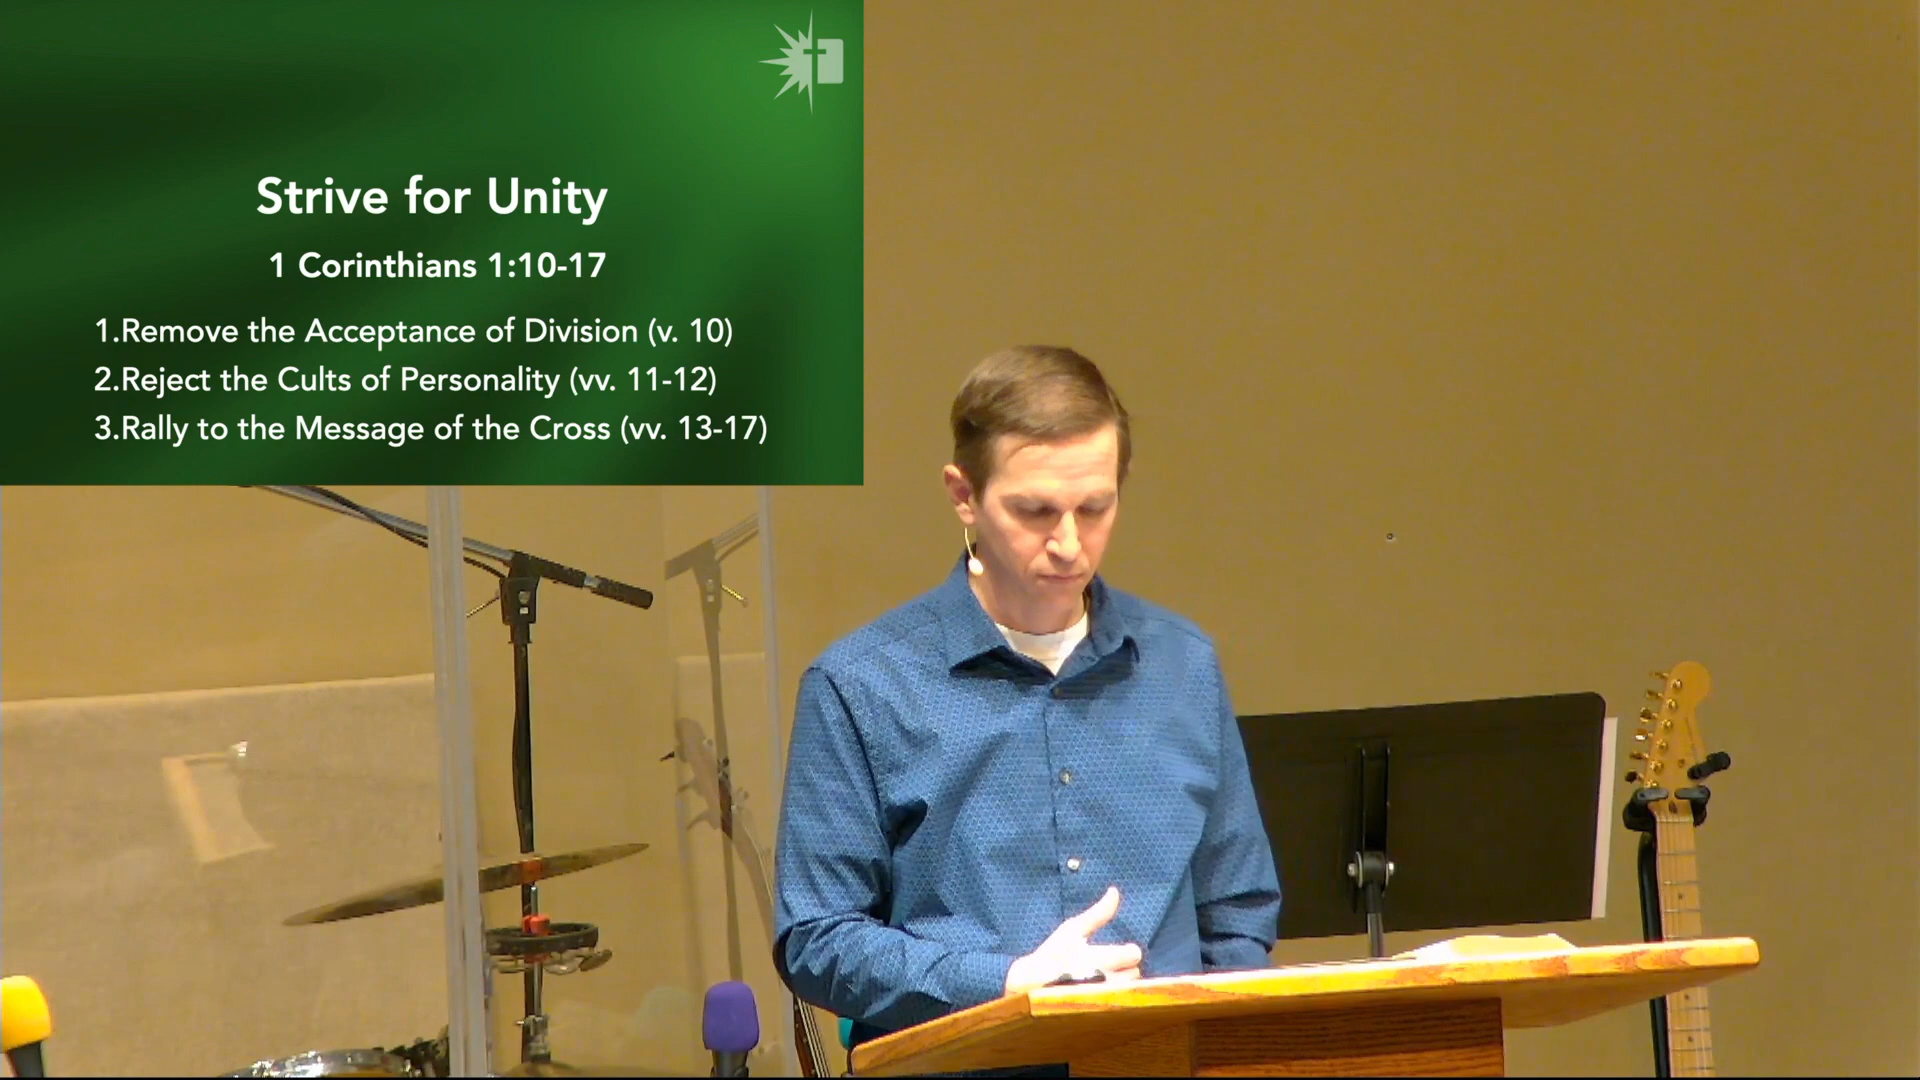 Strive for Unity
1 Corinthians 1:10-17
1.Remove the Acceptance of Division (v. 10)
2.Reject the Cults of Personality (vv. 11-12)
3.Rally to the Message of the Cross (vv. 13-17)